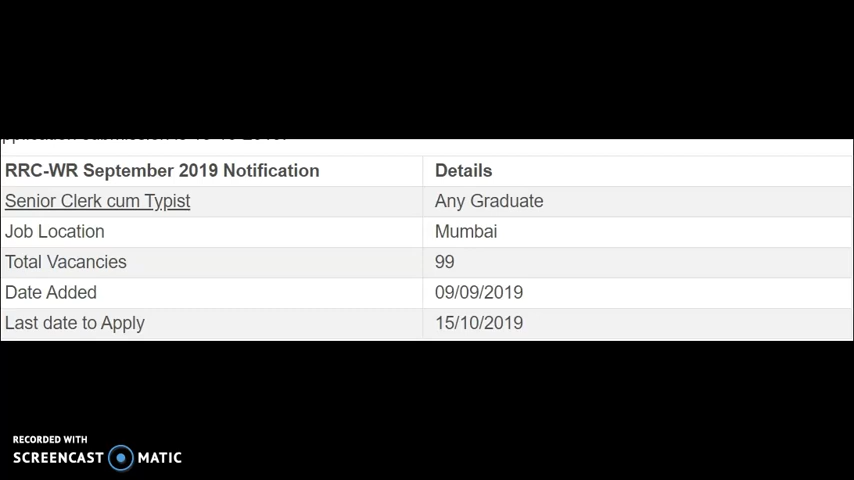 RRC-WR September 2019 Notification Details
Senior Clerk cum Typist Any Graduate
Job Location Mumbai
Total Vacancies 99
Date Added 09/09/2019
Last date to Apply 15/10/2019
RECORDED WITH
SCREENCAST MATIC